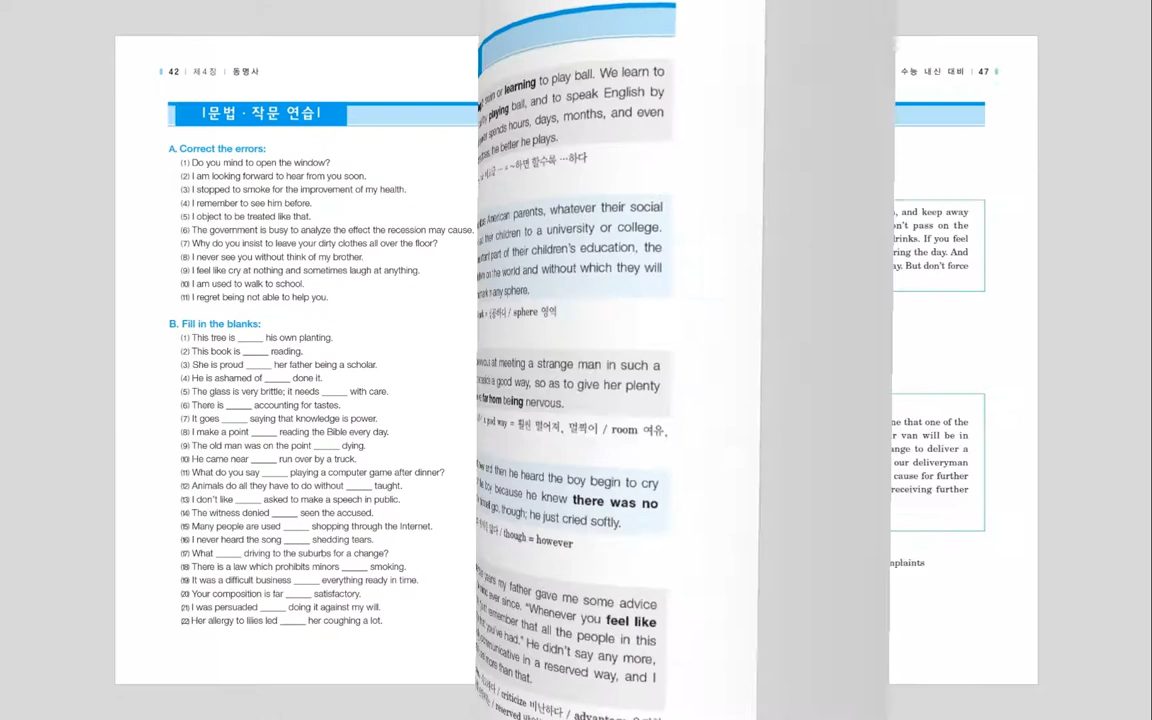 42 | 제4장 | 동명사
|문법 · 작문 연습|
A. Correct the errors:
(1) Do you mind to open the window?
(2) I am looking forward to hear from you soon.
(3) I stopped to smoke for the improvement of my health.
(4) I remember to see him before.
(5) I object to be treated like that.
(6) The government is busy to analyze the effect the recession may cause.
(7) Why do you insist to leave your dirty clothes all over the floor?
(8) I never see you without think of my brother.
(9) I feel like cry at nothing and sometimes laugh at anything.
(10) I am used to walk to school.
(11) I regret being not able to help you.
B. Fill in the blanks:
(1) This tree is _____ his own planting.
(2) This book is _____ reading.
(3) She is proud _____ her father being a scholar.
(4) He is ashamed of _____ done it.
(5) The glass is very brittle; it needs _____ with care.
(6) There is _____ accounting for tastes.
(7) It goes _____ saying that knowledge is power.
(8) I make a point _____ reading the Bible every day.
(9) The old man was on the point _____ dying.
(10) He came near _____ run over by a truck.
(11) What do you say _____ playing a computer game after dinner?
(12) Animals do all they have to do without _____ taught.
(13) I don't like _____ asked to make a speech in public.
(14) The witness denied _____ seen the accused.
(15) Many people are used _____ shopping through the Internet.
(16) I never heard the song _____ shedding tears.
(17) What _____ driving to the suburbs for a change?
(18) There is a law which prohibits minors _____ smoking.
(19) It was a difficult business _____ everything ready in time.
(20) Your composition is far _____ satisfactory.
(21) I was persuaded _____ doing it against my will.
(22) Her allergy to lilies led _____ her coughing a lot.
or learning to play ball. We learn to
playing ball, and to speak English by
spends hours, days, months, and even
the better he plays.
= ~하면 할수록 …하다
American parents, whatever their social
their children to a university or college.
part of their children's education, the
the world and without which they will
any sphere.
/ sphere 영역
at meeting a strange man in such a
a good way, so as to give her plenty
far from being nervous.
a good way = 훨씬 떨어져, 멀찍이 / room 여유,
then he heard the boy begin to cry
boy because he knew there was no
go, though; he just cried softly.
/ though = however
years my father gave me some advice
ever since. "Whenever you feel like
remember that all the people in this
you've had." He didn't say any more,
communicative in a reserved way, and I
more than that.
/ criticize 비난하다 /
/ reserved
수능 내신 대비 | 47
, and keep away
n't pass on the
drinks. If you feel
ring the day. And
ay. But don't force
ne that one of the
r van will be in
ange to deliver a
our deliveryman
cause for further
receiving further
mplaints